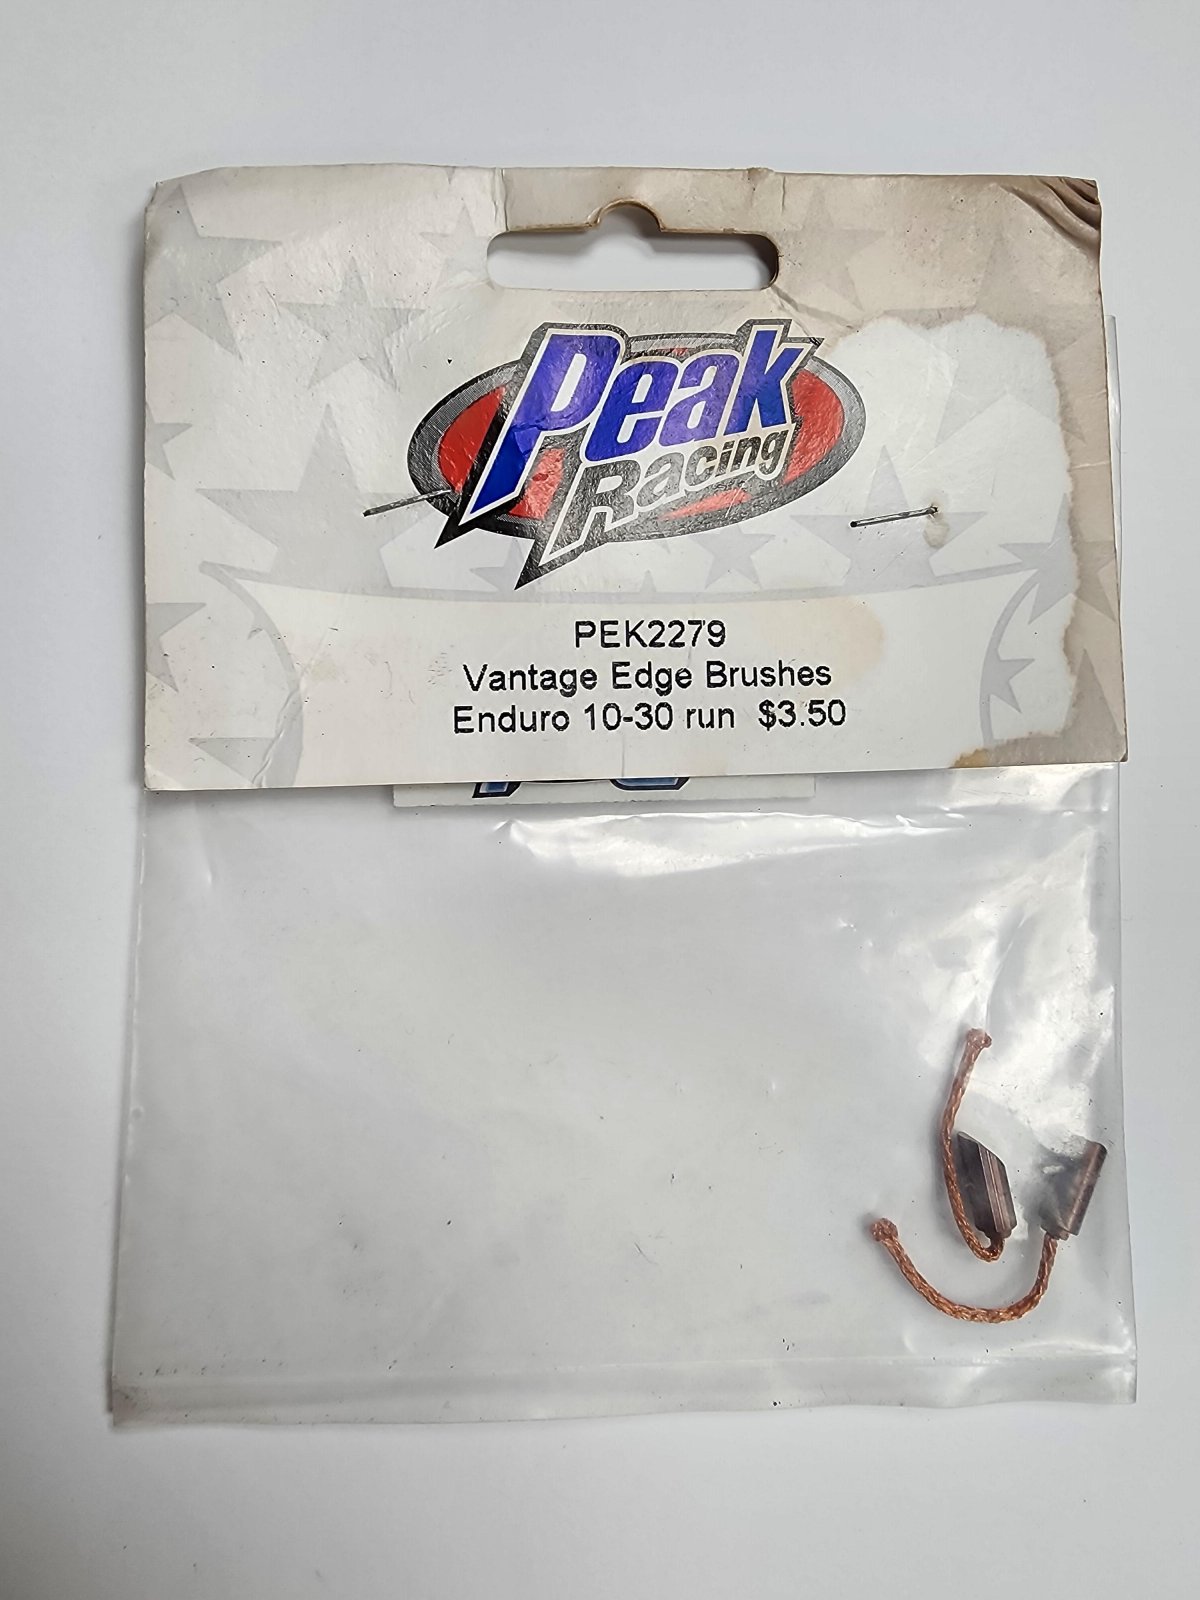 Peak
Racing
PEK2279
Vantage Edge Brushes
Enduro 10-30 run $3.50